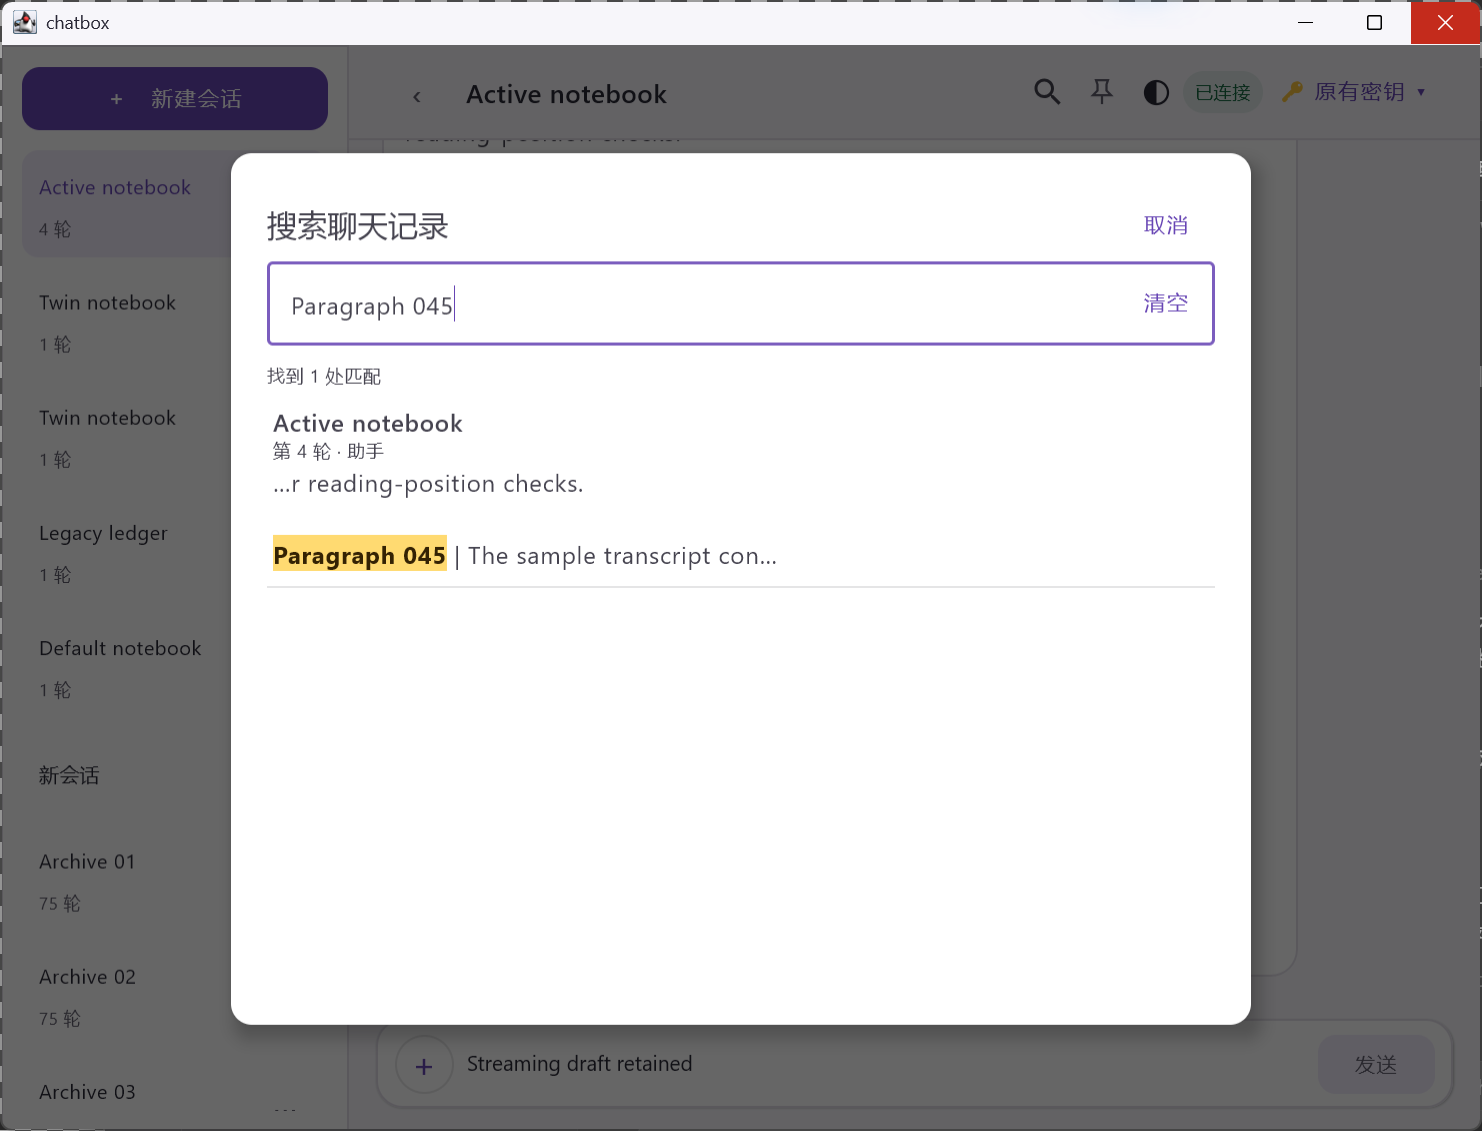 chatbox
+ 新建会话
Active notebook
4 轮
Twin notebook
1 轮
Twin notebook
1 轮
Legacy ledger
1 轮
Default notebook
1 轮
新会话
Archive 01
75 轮
Archive 02
75 轮
Archive 03
Active notebook
已连接
原有密钥
reading-position checks.
搜索聊天记录
取消
Paragraph 045
清空
找到 1 处匹配
Active notebook
第 4 轮 · 助手
...r reading-position checks.
Paragraph 045 | The sample transcript con...
+ Streaming draft retained
发送